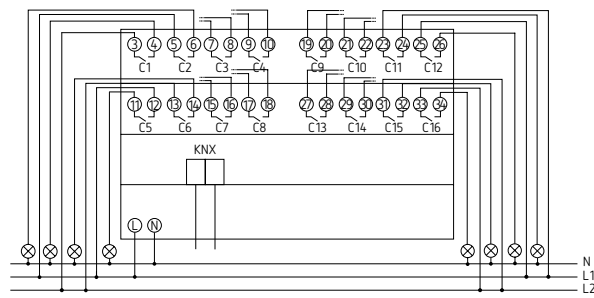 3 4 5 6 7 8 9 10 19 20 21 22 23 24 25 26
C1 C2 C3 C4 C9 C10 C11 C12
11 12 13 14 15 16 17 18 27 28 29 30 31 32 33 34
C5 C6 C7 C8 C13 C14 C15 C16
KNX
L N
N
L1
L2